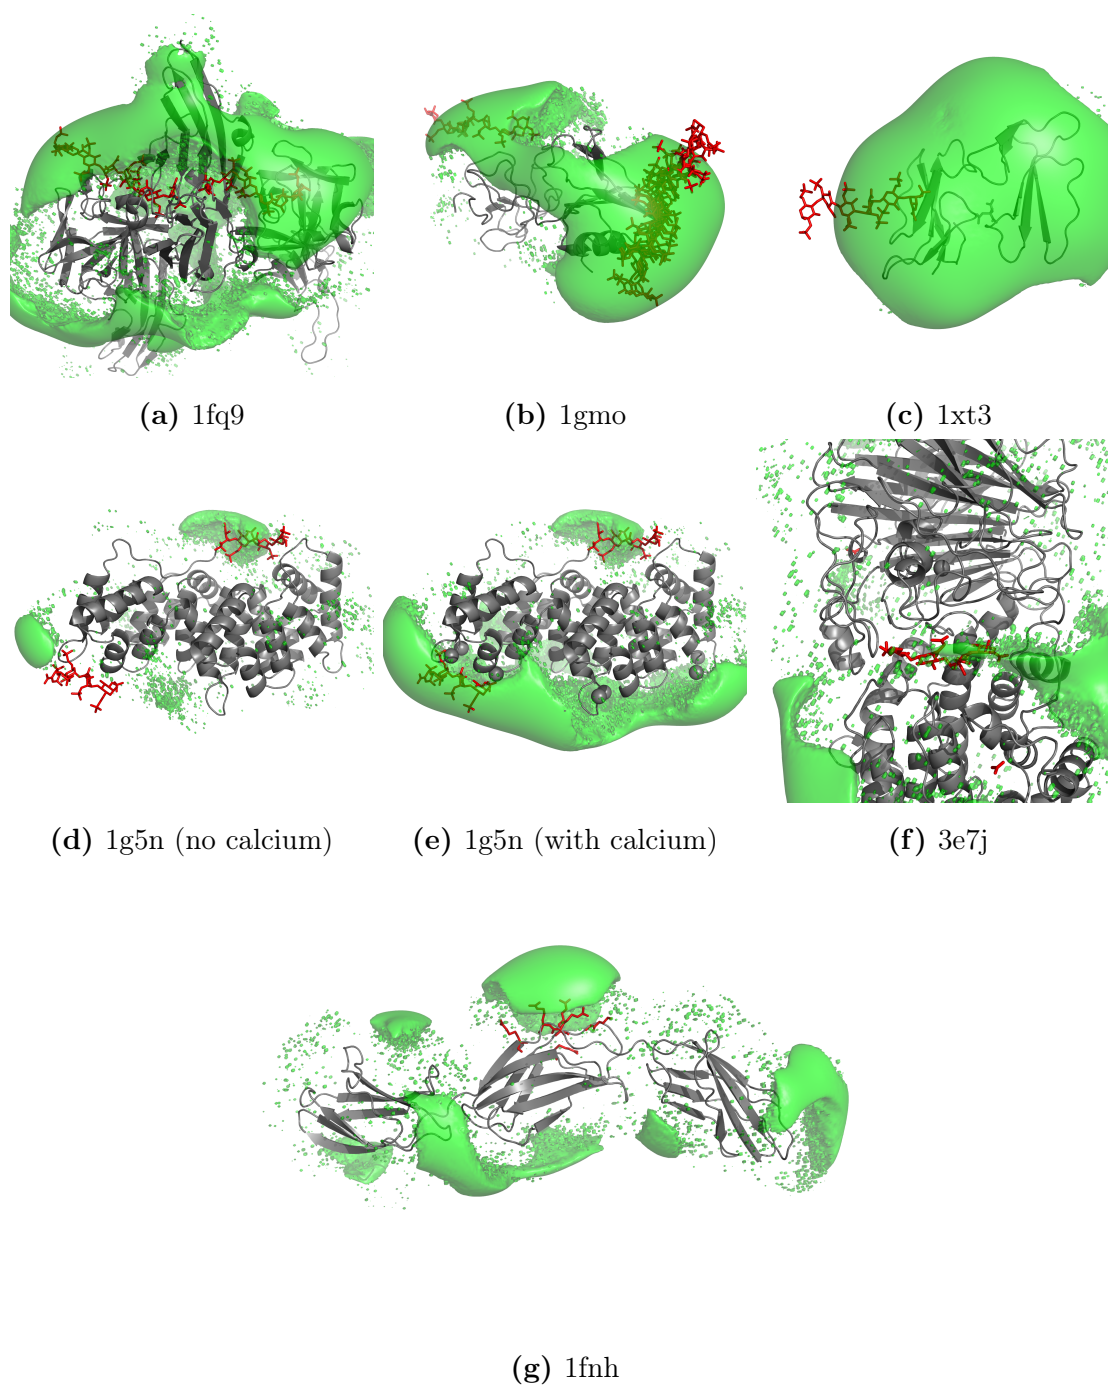 (a) 1fq9 (b) 1gmo (c) 1xt3
(d) 1g5n (no calcium) (e) 1g5n (with calcium) (f) 3e7j
(g) 1fnh